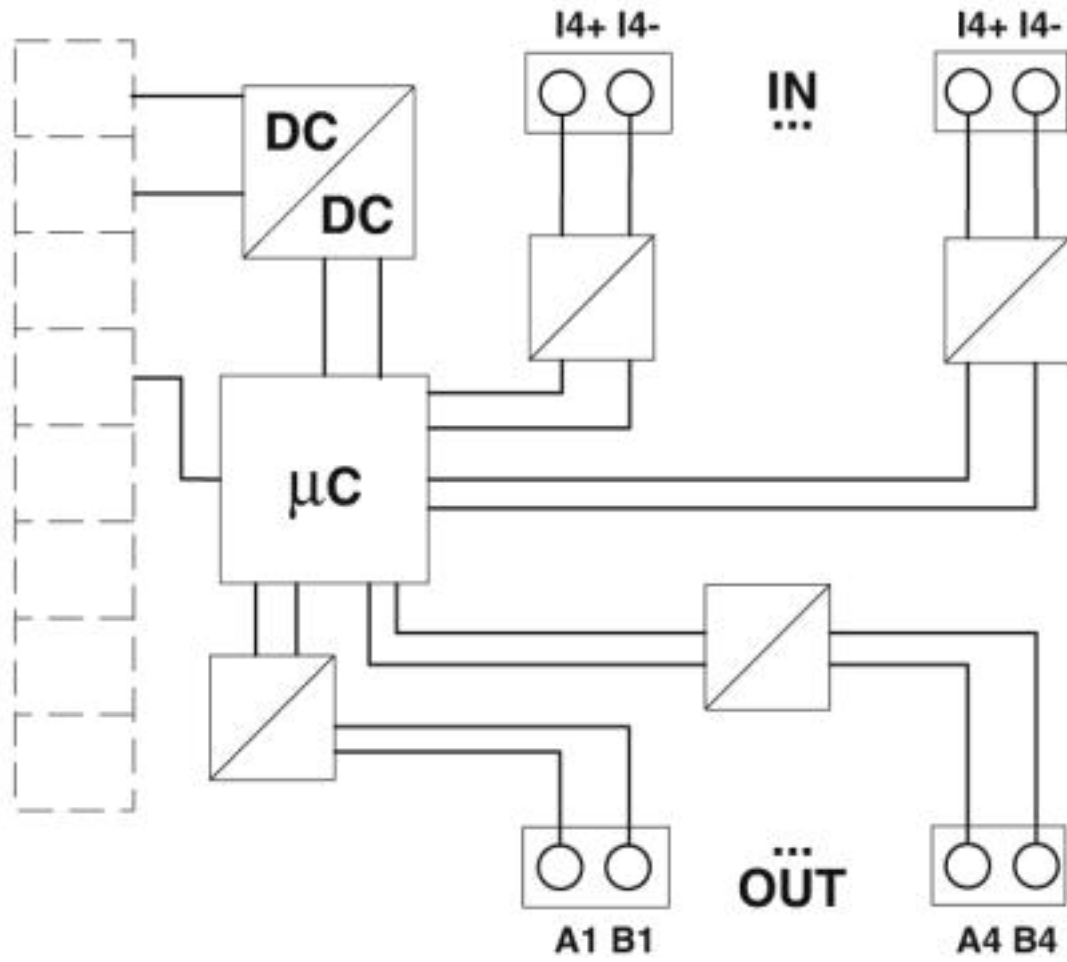 I4+ I4-
I4+ I4-
IN
...
DC
DC
µC
...
OUT
A1 B1
A4 B4